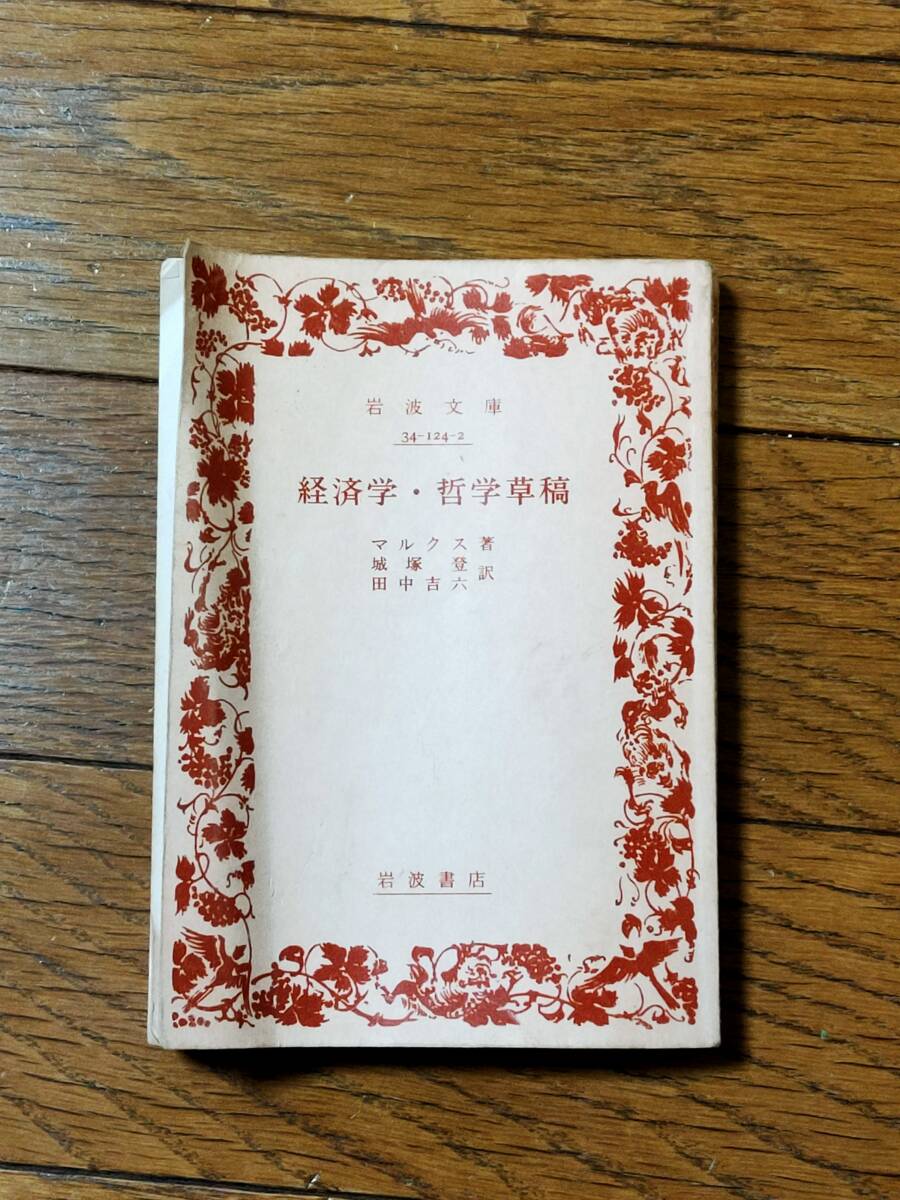 岩波文庫
34-124-2
経済学・哲学草稿
マルクス著
城塚登
田中吉六訳
岩波書店